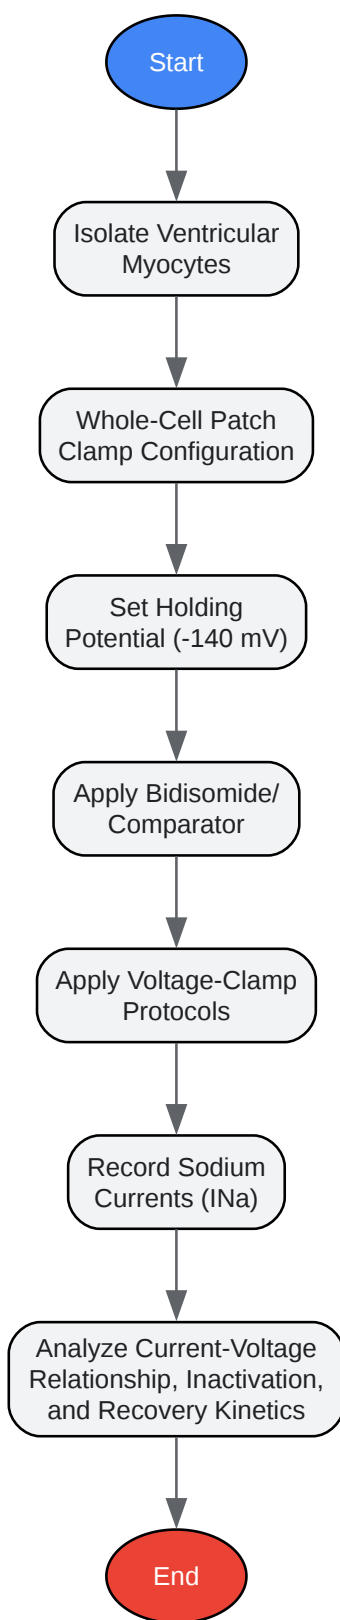 Start
Isolate Ventricular
Myocytes
Whole-Cell Patch
Clamp Configuration
Set Holding
Potential (-140 mV)
Apply Bidisomide/
Comparator
Apply Voltage-Clamp
Protocols
Record Sodium
Currents (INa)
Analyze Current-Voltage
Relationship, Inactivation,
and Recovery Kinetics
End